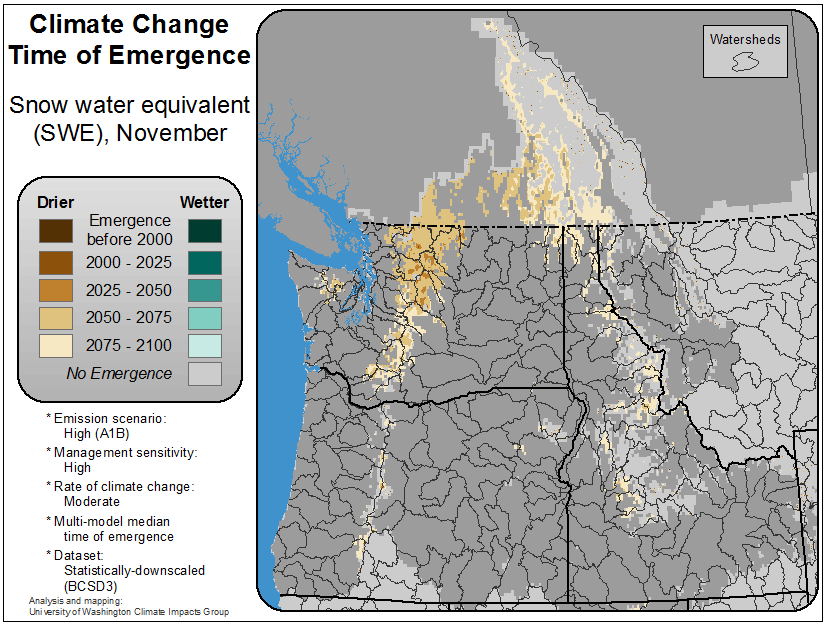 Climate Change
Time of Emergence
Snow water equivalent
(SWE), November
Drier
Wetter
Emergence
before 2000
2000 - 2025
2025 - 2050
2050 - 2075
2075 - 2100
No Emergence
* Emission scenario:
High (A1B)
* Management sensitivity:
High
* Rate of climate change:
Moderate
* Multi-model median
time of emergence
* Dataset:
Statistically-downscaled
(BCSD3)
Analysis and mapping:
University of Washington Climate Impacts Group
Watersheds